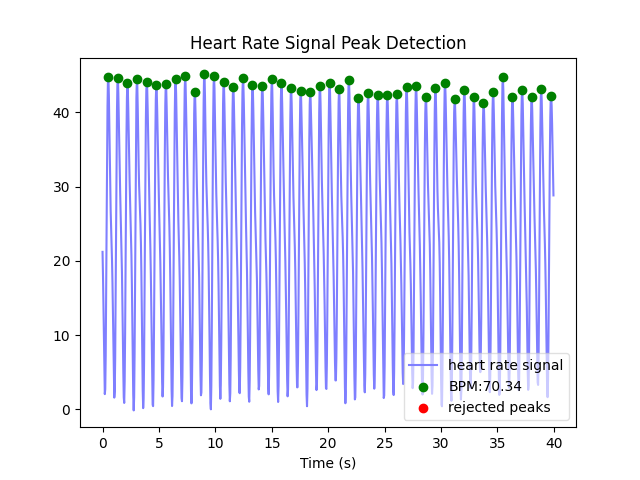 Heart Rate Signal Peak Detection
40
30
20
10
0
heart rate signal
BPM:70.34
rejected peaks
0 5 10 15 20 25 30 35 40
Time (s)